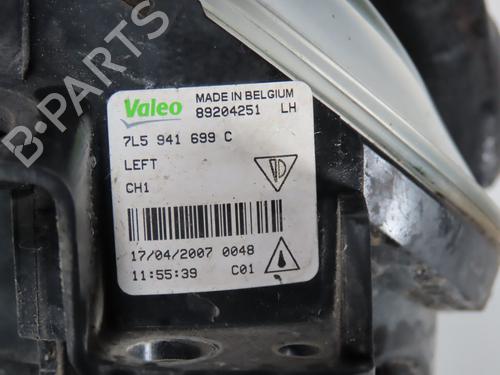 Valeo
MADE IN BELGIUM
89204251 LH
7L5 941 699 C
LEFT
CH1
17/04/2007 0048
11:55:39 C01
B-PARTS